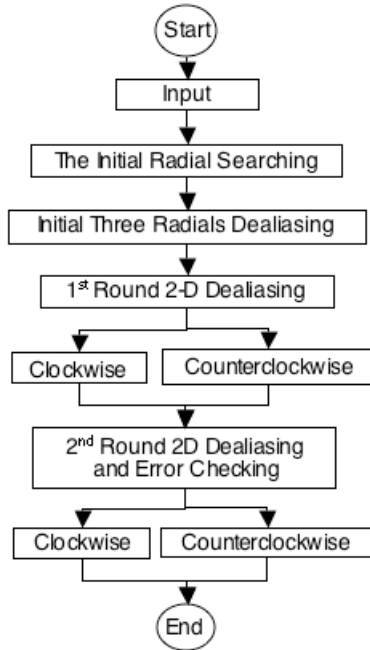 Start
Input
The Initial Radial Searching
Initial Three Radials Dealiasing
1st Round 2-D Dealiasing
Clockwise
Counterclockwise
2nd Round 2D Dealiasing
and Error Checking
Clockwise
Counterclockwise
End